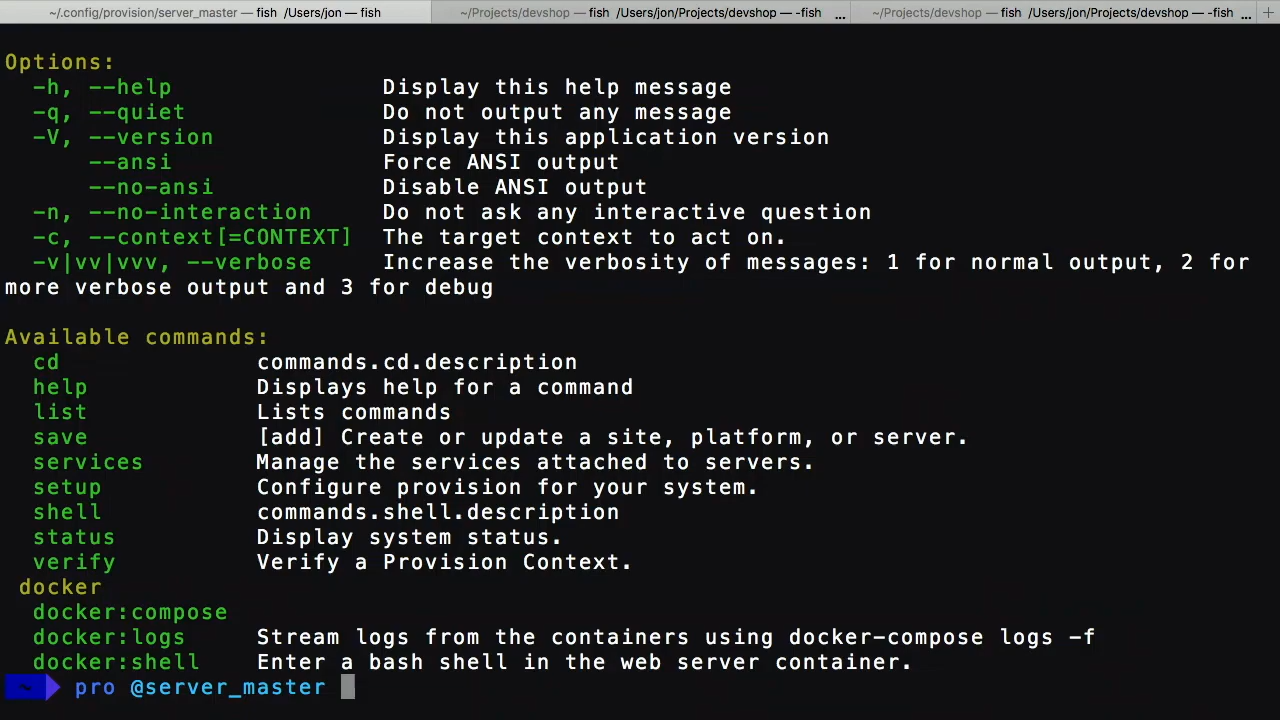 ~/.config/provision/server_master — fish  /Users/jon — fish
~/Projects/devshop — fish  /Users/jon/Projects/devshop — -fish ...
~/Projects/devshop — fish  /Users/jon/Projects/devshop — -fish ... +
Options:
-h, --help Display this help message
-q, --quiet Do not output any message
-V, --version Display this application version
--ansi Force ANSI output
--no-ansi Disable ANSI output
-n, --no-interaction Do not ask any interactive question
-c, --context[=CONTEXT] The target context to act on.
-v|vv|vvv, --verbose Increase the verbosity of messages: 1 for normal output, 2 for
more verbose output and 3 for debug
Available commands:
cd commands.cd.description
help Displays help for a command
list Lists commands
save [add] Create or update a site, platform, or server.
services Manage the services attached to servers.
setup Configure provision for your system.
shell commands.shell.description
status Display system status.
verify Verify a Provision Context.
docker
docker:compose
docker:logs Stream logs from the containers using docker-compose logs -f
docker:shell Enter a bash shell in the web server container.
~ pro @server_master